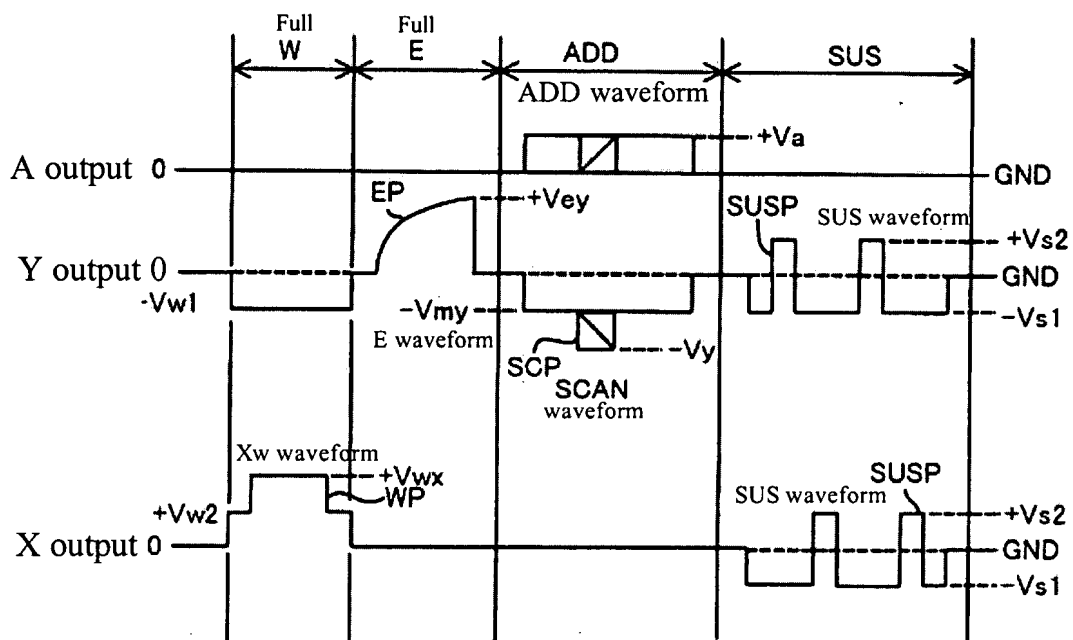 Full
W
Full
E
ADD
SUS
ADD waveform
+Va
A output 0
GND
EP
+Vey
SUSP
SUS waveform
+Vs2
Y output 0
GND
-Vw1
-Vmy
-Vs1
E waveform
SCP
-Vy
SCAN
waveform
Xw waveform
+Vwx
WP
SUSP
SUS waveform
+Vw2
+Vs2
X output 0
GND
-Vs1